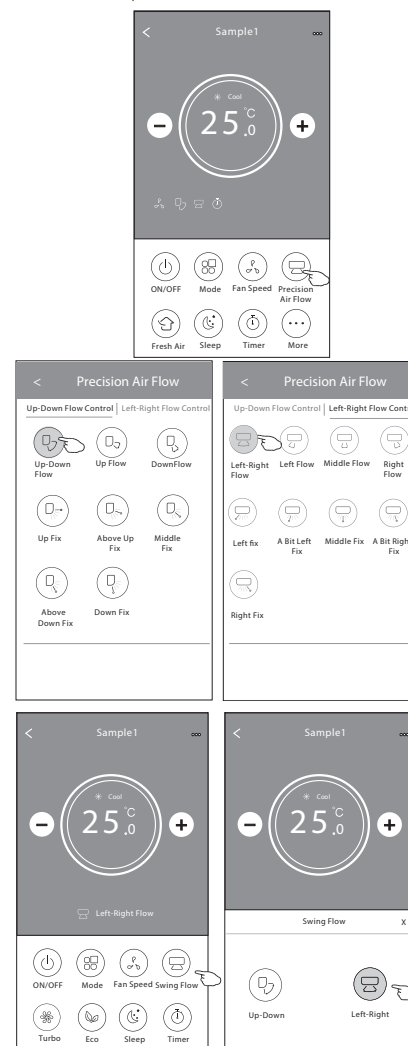 < Sample1 ooo
Cool
25.0°C
− +
ON/OFF Mode Fan Speed Precision
Air Flow
Fresh Air Sleep Timer More
< Precision Air Flow
Up-Down Flow Control | Left-Right Flow Control
Up-Down
Flow
Up Flow
DownFlow
Up Fix
Above Up
Fix
Middle
Fix
Above
Down Fix
Down Fix
< Precision Air Flow
Up-Down Flow Control | Left-Right Flow Contr
Left-Right
Flow
Left Flow
Middle Flow
Right
Flow
Left fix
A Bit Left
Fix
Middle Fix
A Bit Righ
Fix
Right Fix
< Sample1 ooo
Cool
25.0°C
− +
Left-Right Flow
ON/OFF Mode Fan Speed Swing Flow
Turbo Eco Sleep Timer
< Sample1 ooo
Cool
25.0°C
− +
Swing Flow X
Up-Down Left-Right